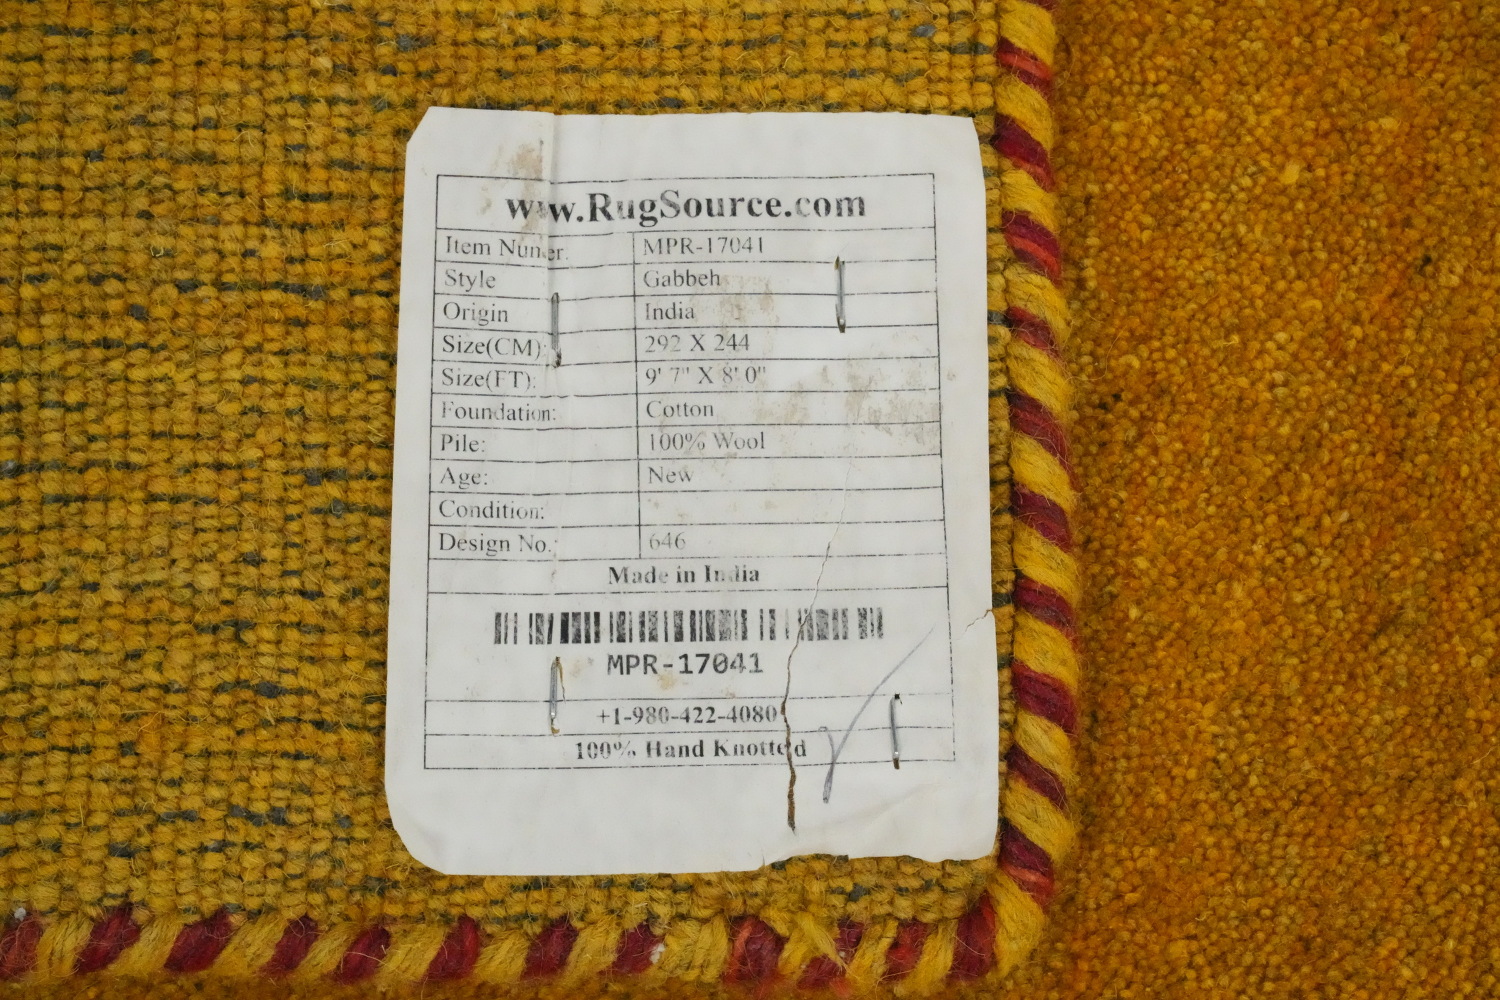 www.RugSource.com
Item Numer: MPR-17041
Style Gabbeh
Origin India
Size(CM): 292 X 244
Size(FT): 9' 7" X 8' 0"
Foundation: Cotton
Pile: 100% Wool
Age: New
Condition:
Design No.: 646
Made in India
MPR-17041
+1-980-422-4080
100% Hand Knotted